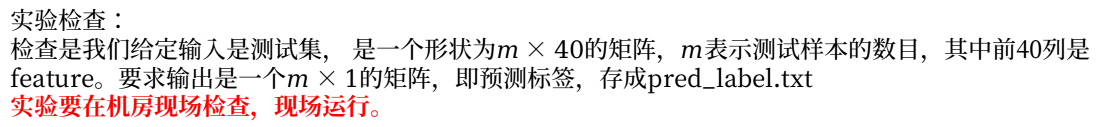 实验检查：
检查是我们给定输入是测试集， 是一个形状为m × 40的矩阵，m表示测试样本的数目，其中前40列是
feature。要求输出是一个m × 1的矩阵，即预测标签，存成pred_label.txt
实验要在机房现场检查，现场运行。